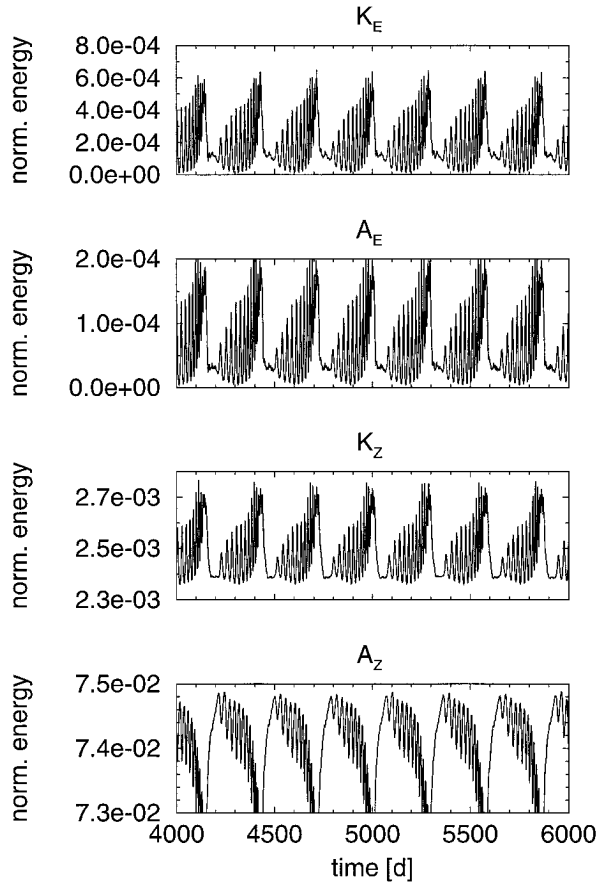 K_E
8.0e-04
6.0e-04
4.0e-04
2.0e-04
0.0e+00
norm. energy
A_E
2.0e-04
1.0e-04
0.0e+00
norm. energy
K_Z
2.7e-03
2.5e-03
2.3e-03
norm. energy
A_Z
7.5e-02
7.4e-02
7.3e-02
norm. energy
4000 4500 5000 5500 6000
time [d]